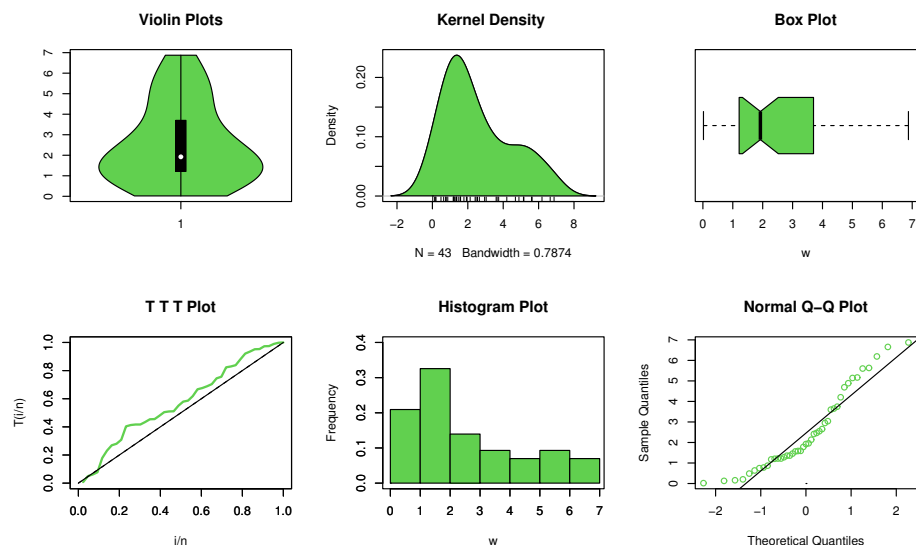 Violin Plots
0 1 2 3 4 5 6 7
1
Kernel Density
Density
0.00 0.10 0.20
−2 0 2 4 6 8
N = 43 Bandwidth = 0.7874
Box Plot
0 1 2 3 4 5 6 7
w
T T T Plot
T(i/n)
0.0 0.2 0.4 0.6 0.8 1.0
0.0 0.2 0.4 0.6 0.8 1.0
i/n
Histogram Plot
Frequency
0.0 0.1 0.2 0.3 0.4
0 1 2 3 4 5 6 7
w
Normal Q−Q Plot
Sample Quantiles
0 1 2 3 4 5 6 7
−2 −1 0 1 2
Theoretical Quantiles